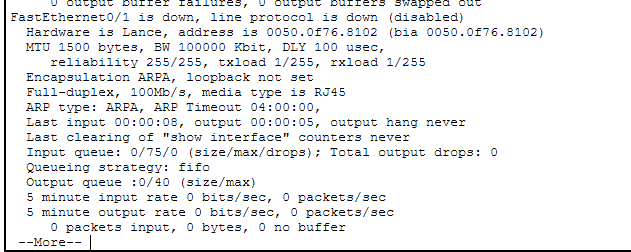 0 output buffer failures, 0 output buffers swapped out
FastEthernet0/1 is down, line protocol is down (disabled)
Hardware is Lance, address is 0050.0f76.8102 (bia 0050.0f76.8102)
MTU 1500 bytes, BW 100000 Kbit, DLY 100 usec,
reliability 255/255, txload 1/255, rxload 1/255
Encapsulation ARPA, loopback not set
Full-duplex, 100Mb/s, media type is RJ45
ARP type: ARPA, ARP Timeout 04:00:00,
Last input 00:00:08, output 00:00:05, output hang never
Last clearing of "show interface" counters never
Input queue: 0/75/0 (size/max/drops); Total output drops: 0
Queueing strategy: fifo
Output queue :0/40 (size/max)
5 minute input rate 0 bits/sec, 0 packets/sec
5 minute output rate 0 bits/sec, 0 packets/sec
0 packets input, 0 bytes, 0 no buffer
--More--